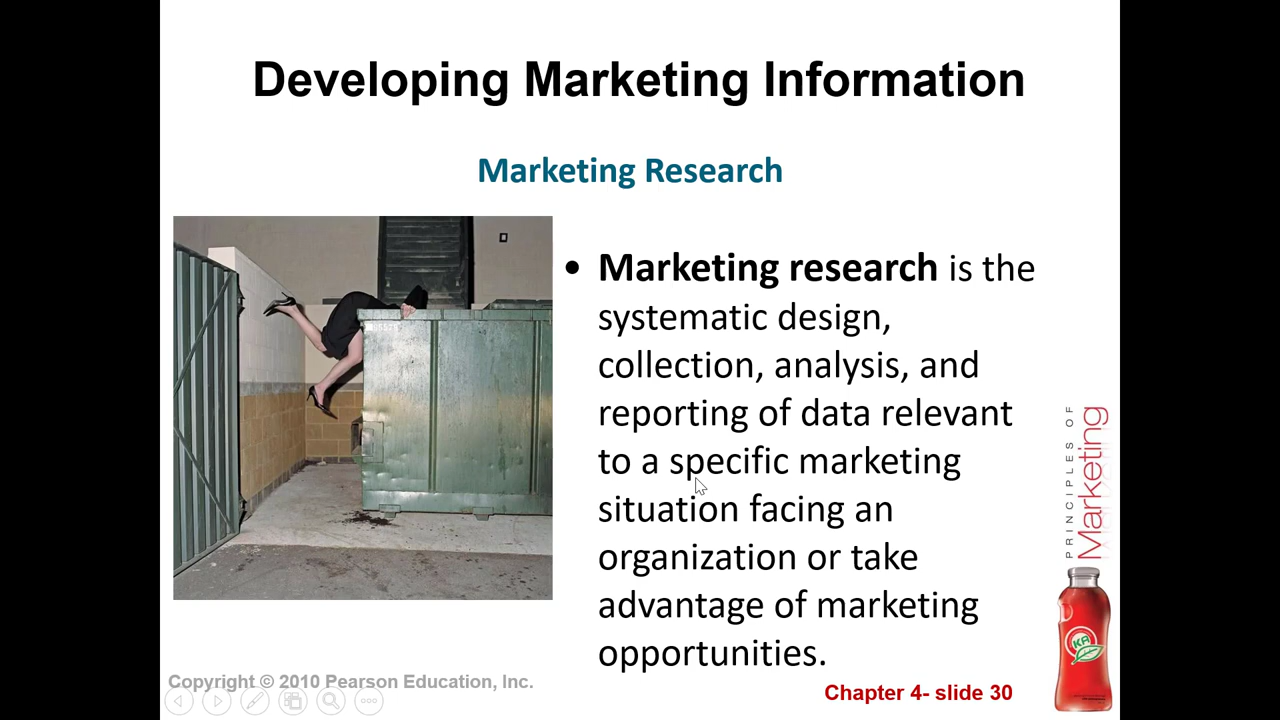 Developing Marketing Information
Marketing Research
• Marketing research is the
systematic design,
collection, analysis, and
reporting of data relevant
to a specific marketing
situation facing an
organization or take
advantage of marketing
opportunities.
PRINCIPLES OF
Marketing
KR
Copyright © 2010 Pearson Education, Inc.
Chapter 4- slide 30